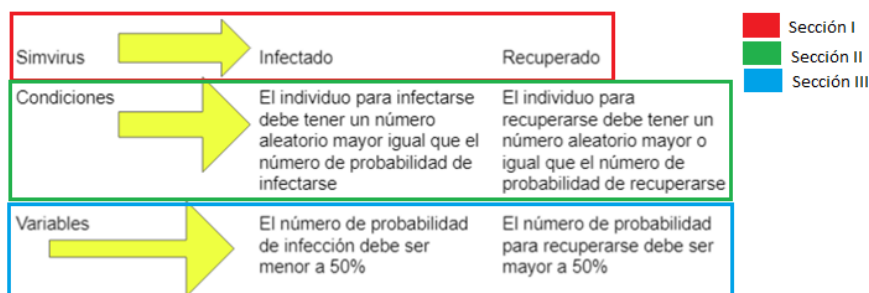 Simvirus
Infectado
Recuperado
Condiciones
El individuo para infectarse
debe tener un número
aleatorio mayor igual que el
número de probabilidad de
infectarse
El individuo para
recuperarse debe tener un
número aleatorio mayor o
igual que el número de
probabilidad de recuperarse
Variables
El número de probabilidad
de infección debe ser
menor a 50%
El número de probabilidad
para recuperarse debe ser
mayor a 50%
Sección I
Sección II
Sección III